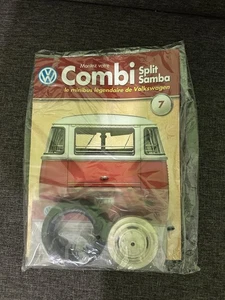 Montez votre
Combi Split
Samba
le minibus légendaire de Volkswagen
7